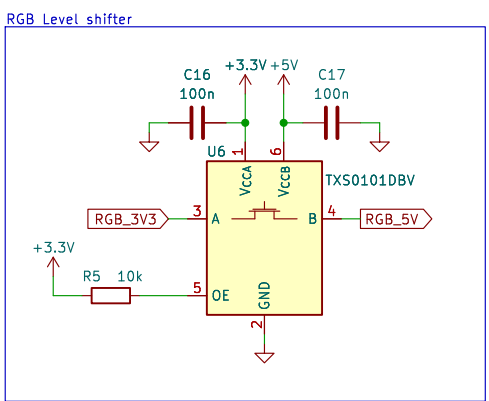 RGB Level shifter
+3.3V
+5V
C16
100n
C17
100n
U6
1
VCCA
6
VCCB
TXS0101DBV
RGB_3V3
3
A
B
4
RGB_5V
+3.3V
R5 10k
5
OE
GND
2